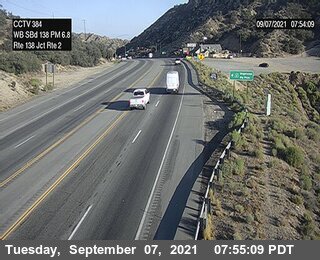 CCTV 384
WB SBd 138 PM 6.8
Rte 138 Jct Rte 2
09/07/2021 07:54:09
Tuesday, September 07, 2021 07:55:09 PDT